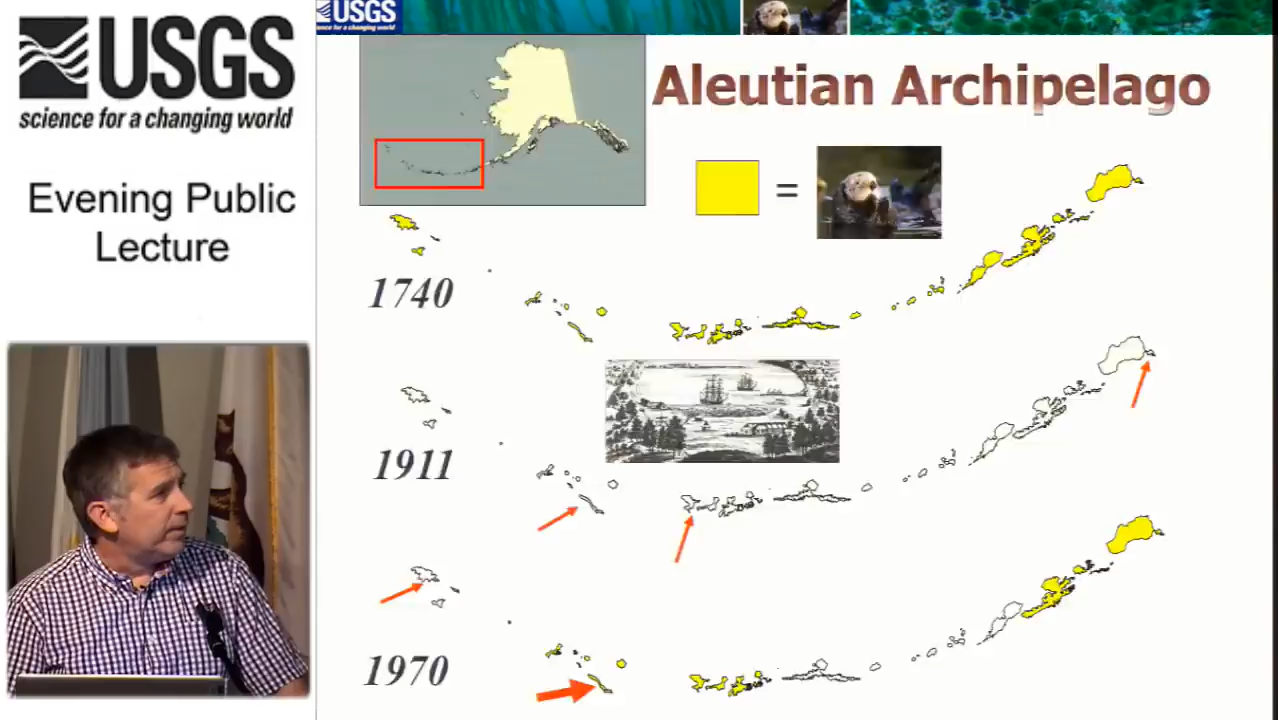 USGS
science for a changing world
Evening Public
Lecture
USGS
science for a changing world
Aleutian Archipelago
=
1740
1911
1970